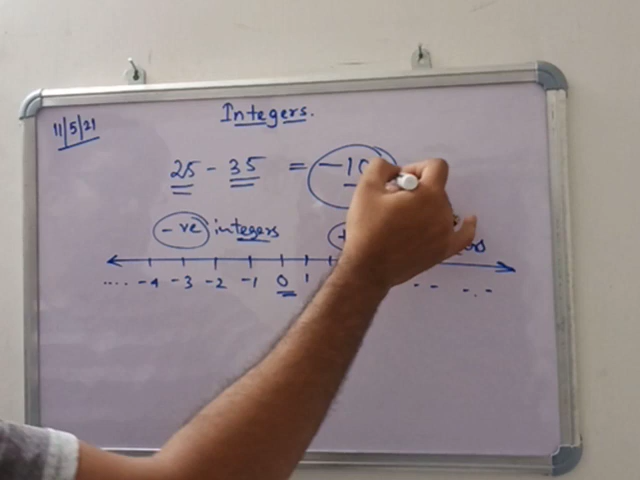 Integers.
11/5/21
25 - 35 = -10
-ve integers +
.... -4 -3 -2 -1 0 1 -- -.-